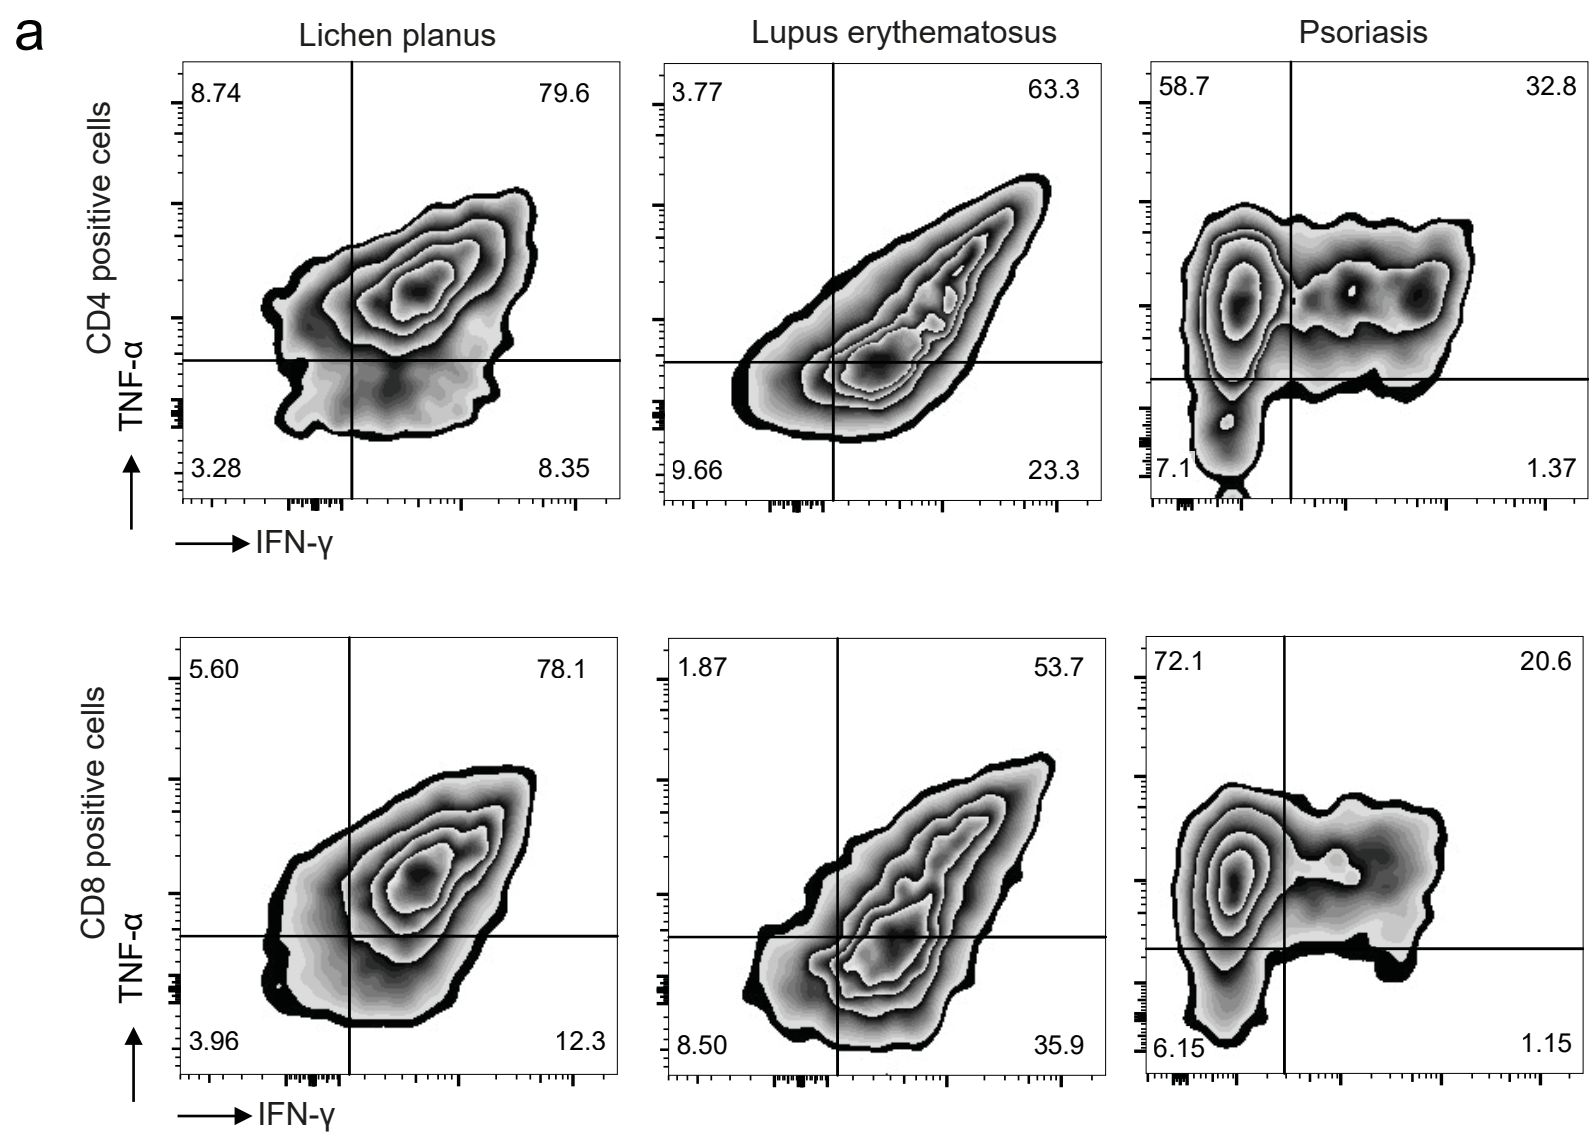 a
Lichen planus
Lupus erythematosus
Psoriasis
CD4 positive cells
TNF-α
8.74
79.6
3.28
8.35
3.77
63.3
9.66
23.3
58.7
32.8
7.1
1.37
IFN-γ
CD8 positive cells
TNF-α
5.60
78.1
3.96
12.3
1.87
53.7
8.50
35.9
72.1
20.6
6.15
1.15
IFN-γ